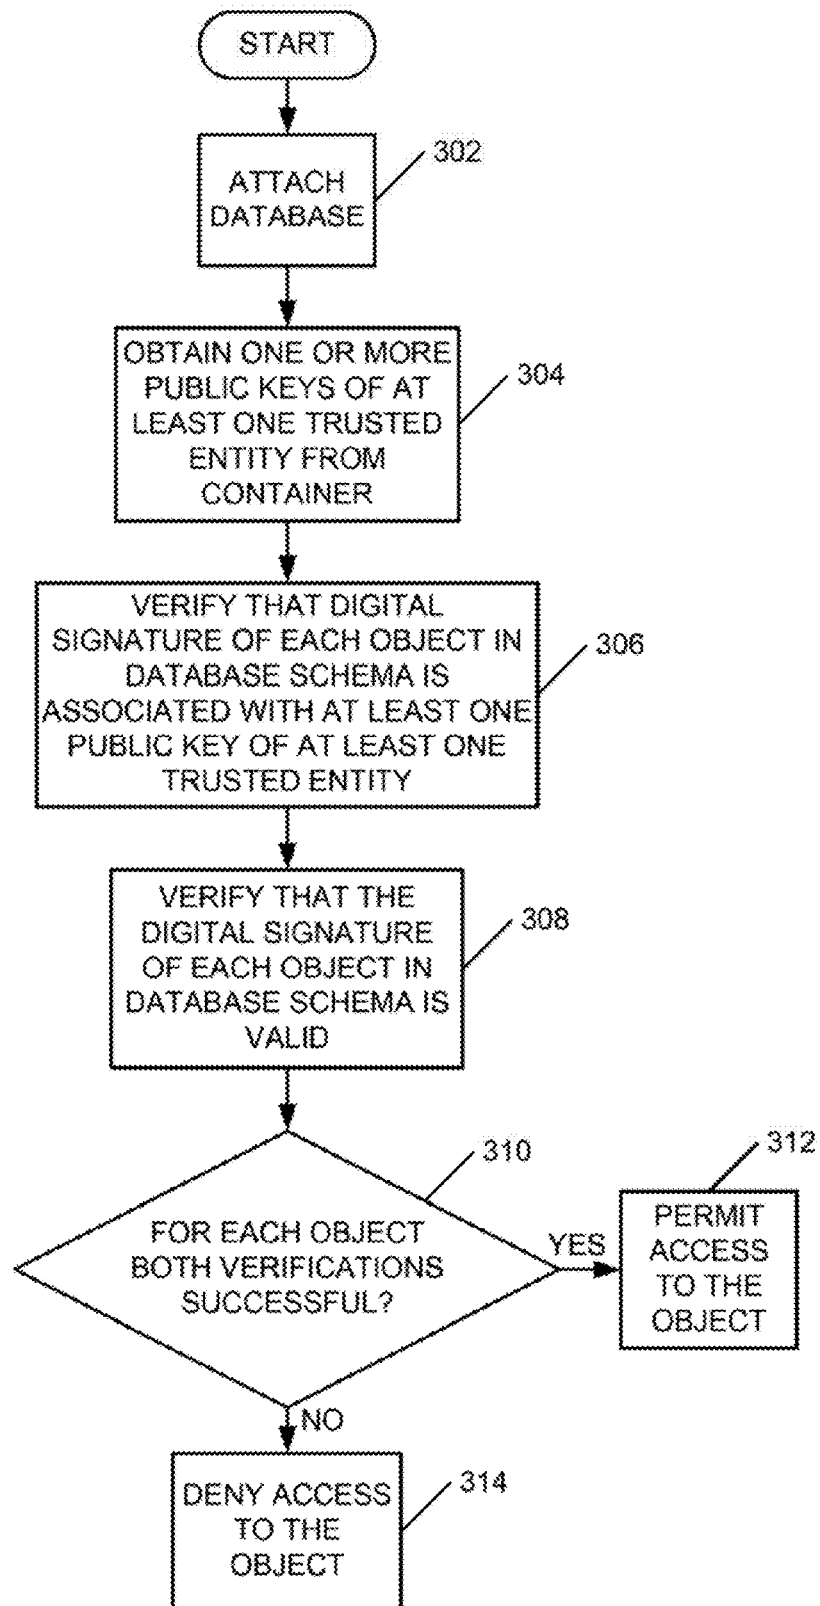 START
302
ATTACH
DATABASE
304
OBTAIN ONE OR MORE
PUBLIC KEYS OF AT
LEAST ONE TRUSTED
ENTITY FROM
CONTAINER
306
VERIFY THAT DIGITAL
SIGNATURE OF EACH OBJECT IN
DATABASE SCHEMA IS
ASSOCIATED WITH AT LEAST ONE
PUBLIC KEY OF AT LEAST ONE
TRUSTED ENTITY
308
VERIFY THAT THE
DIGITAL SIGNATURE
OF EACH OBJECT IN
DATABASE SCHEMA IS
VALID
310
FOR EACH OBJECT
BOTH VERIFICATIONS
SUCCESSFUL?
YES
312
PERMIT
ACCESS
TO THE
OBJECT
NO
314
DENY ACCESS
TO THE
OBJECT